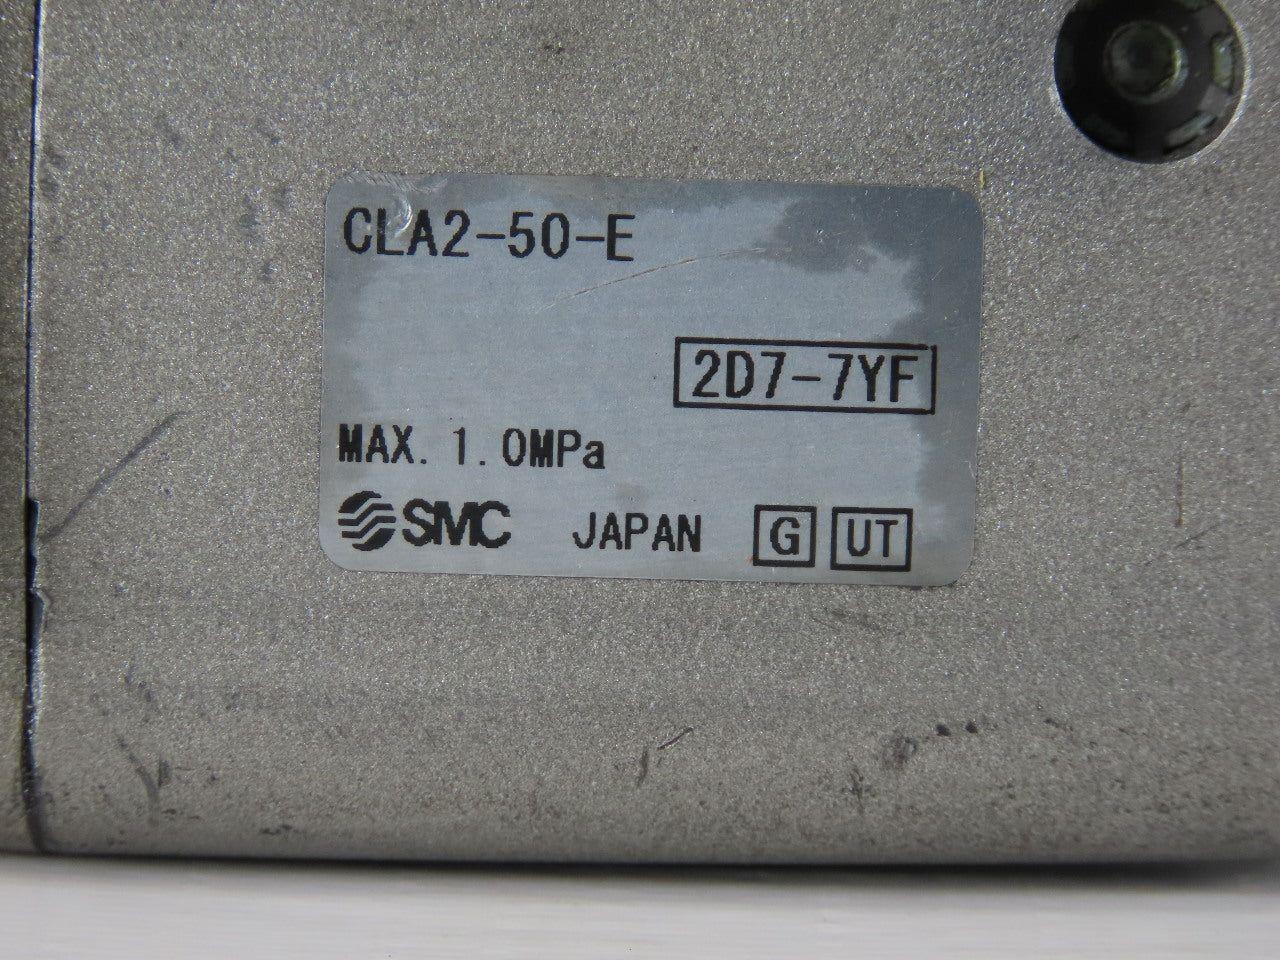 CLA2-50-E
2D7-7YF
MAX. 1.0MPa
SMC JAPAN G UT